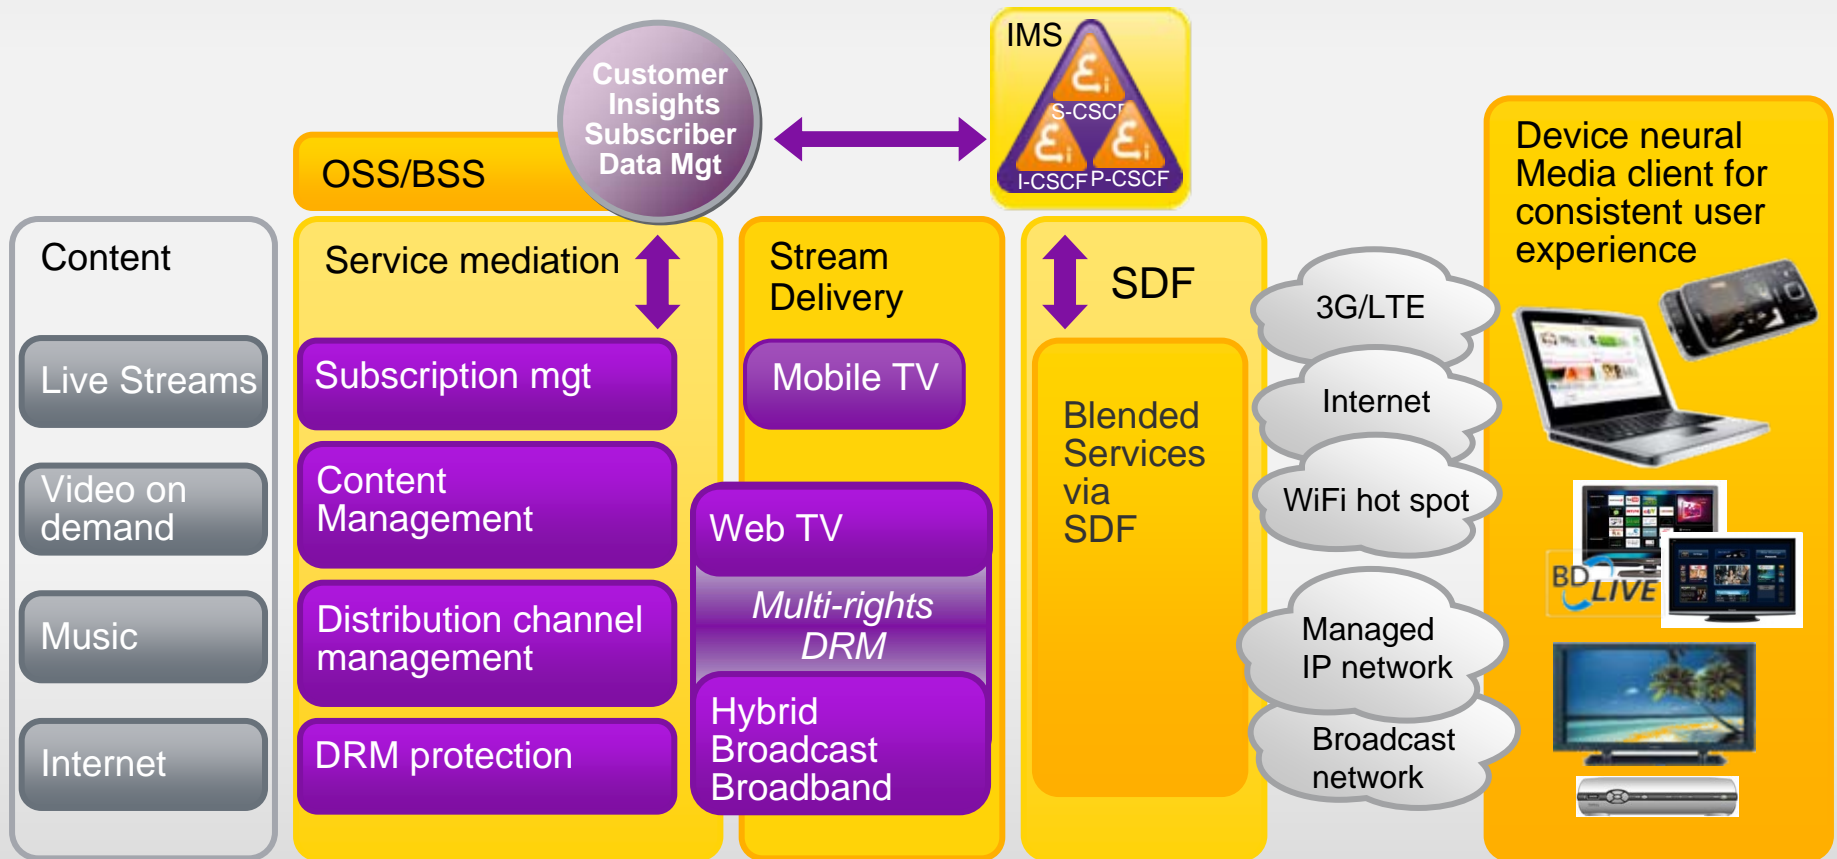 Customer
Insights
Subscriber
Data Mgt
IMS
S-CSCF
I-CSCF
P-CSCF
OSS/BSS
Content
Live Streams
Video on
demand
Music
Internet
Service mediation
Subscription mgt
Content
Management
Distribution channel
management
DRM protection
Stream
Delivery
Mobile TV
Web TV
Multi-rights
DRM
Hybrid
Broadcast
Broadband
SDF
Blended
Services
via
SDF
3G/LTE
Internet
WiFi hot spot
Managed
IP network
Broadcast
network
Device neural
Media client for
consistent user
experience
BD
LIVE